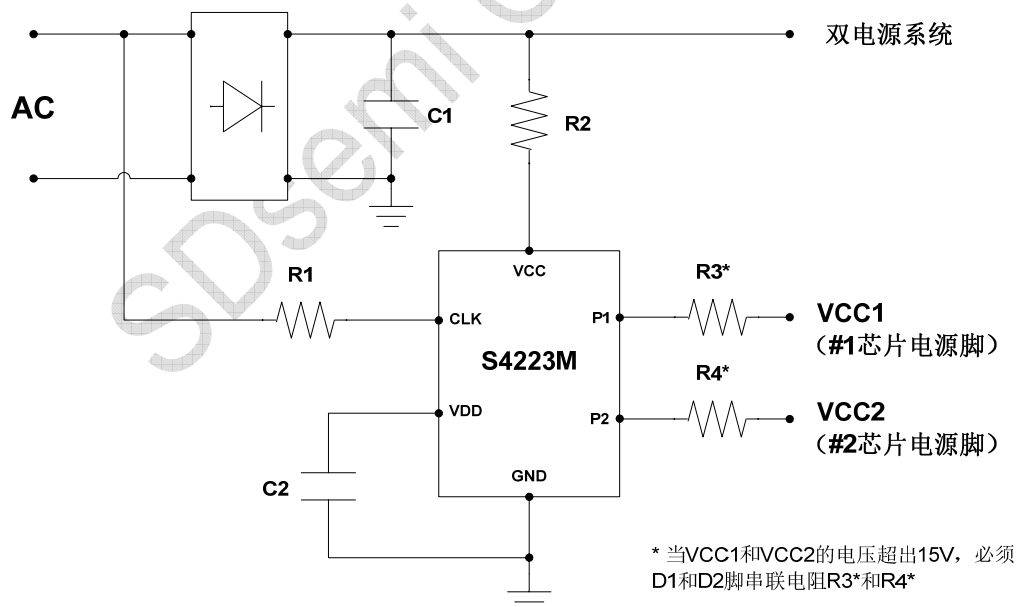 双电源系统
AC
C1
R2
SDsemi C
VCC
R1
R3*
CLK
P1
VCC1
（#1芯片电源脚）
S4223M
R4*
VDD
P2
VCC2
（#2芯片电源脚）
C2
GND
* 当VCC1和VCC2的电压超出15V，必须
D1和D2脚串联电阻R3*和R4*